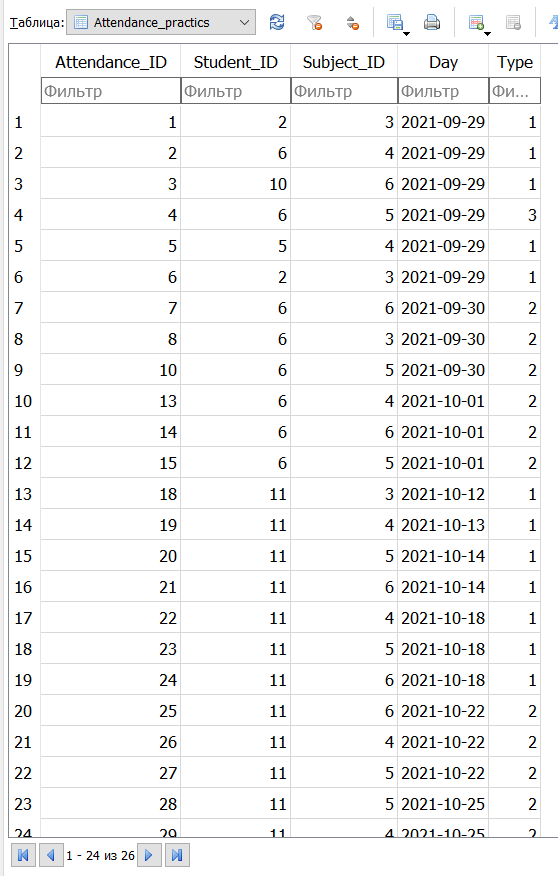 Таблица: Attendance_practics
Attendance_ID Student_ID Subject_ID Day Type
Фильтр Фильтр Фильтр Фильтр Фи...
1 1 2 3 2021-09-29 1
2 2 6 4 2021-09-29 1
3 3 10 6 2021-09-29 1
4 4 6 5 2021-09-29 3
5 5 5 4 2021-09-29 1
6 6 2 3 2021-09-29 1
7 7 6 6 2021-09-30 2
8 8 6 3 2021-09-30 2
9 10 6 5 2021-09-30 2
10 13 6 4 2021-10-01 2
11 14 6 6 2021-10-01 2
12 15 6 5 2021-10-01 2
13 18 11 3 2021-10-12 1
14 19 11 4 2021-10-13 1
15 20 11 5 2021-10-14 1
16 21 11 6 2021-10-14 1
17 22 11 4 2021-10-18 1
18 23 11 5 2021-10-18 1
19 24 11 6 2021-10-18 1
20 25 11 6 2021-10-22 2
21 26 11 4 2021-10-22 2
22 27 11 5 2021-10-22 2
23 28 11 5 2021-10-25 2
24 29 11 4 2021-10-25 2
1 - 24 из 26